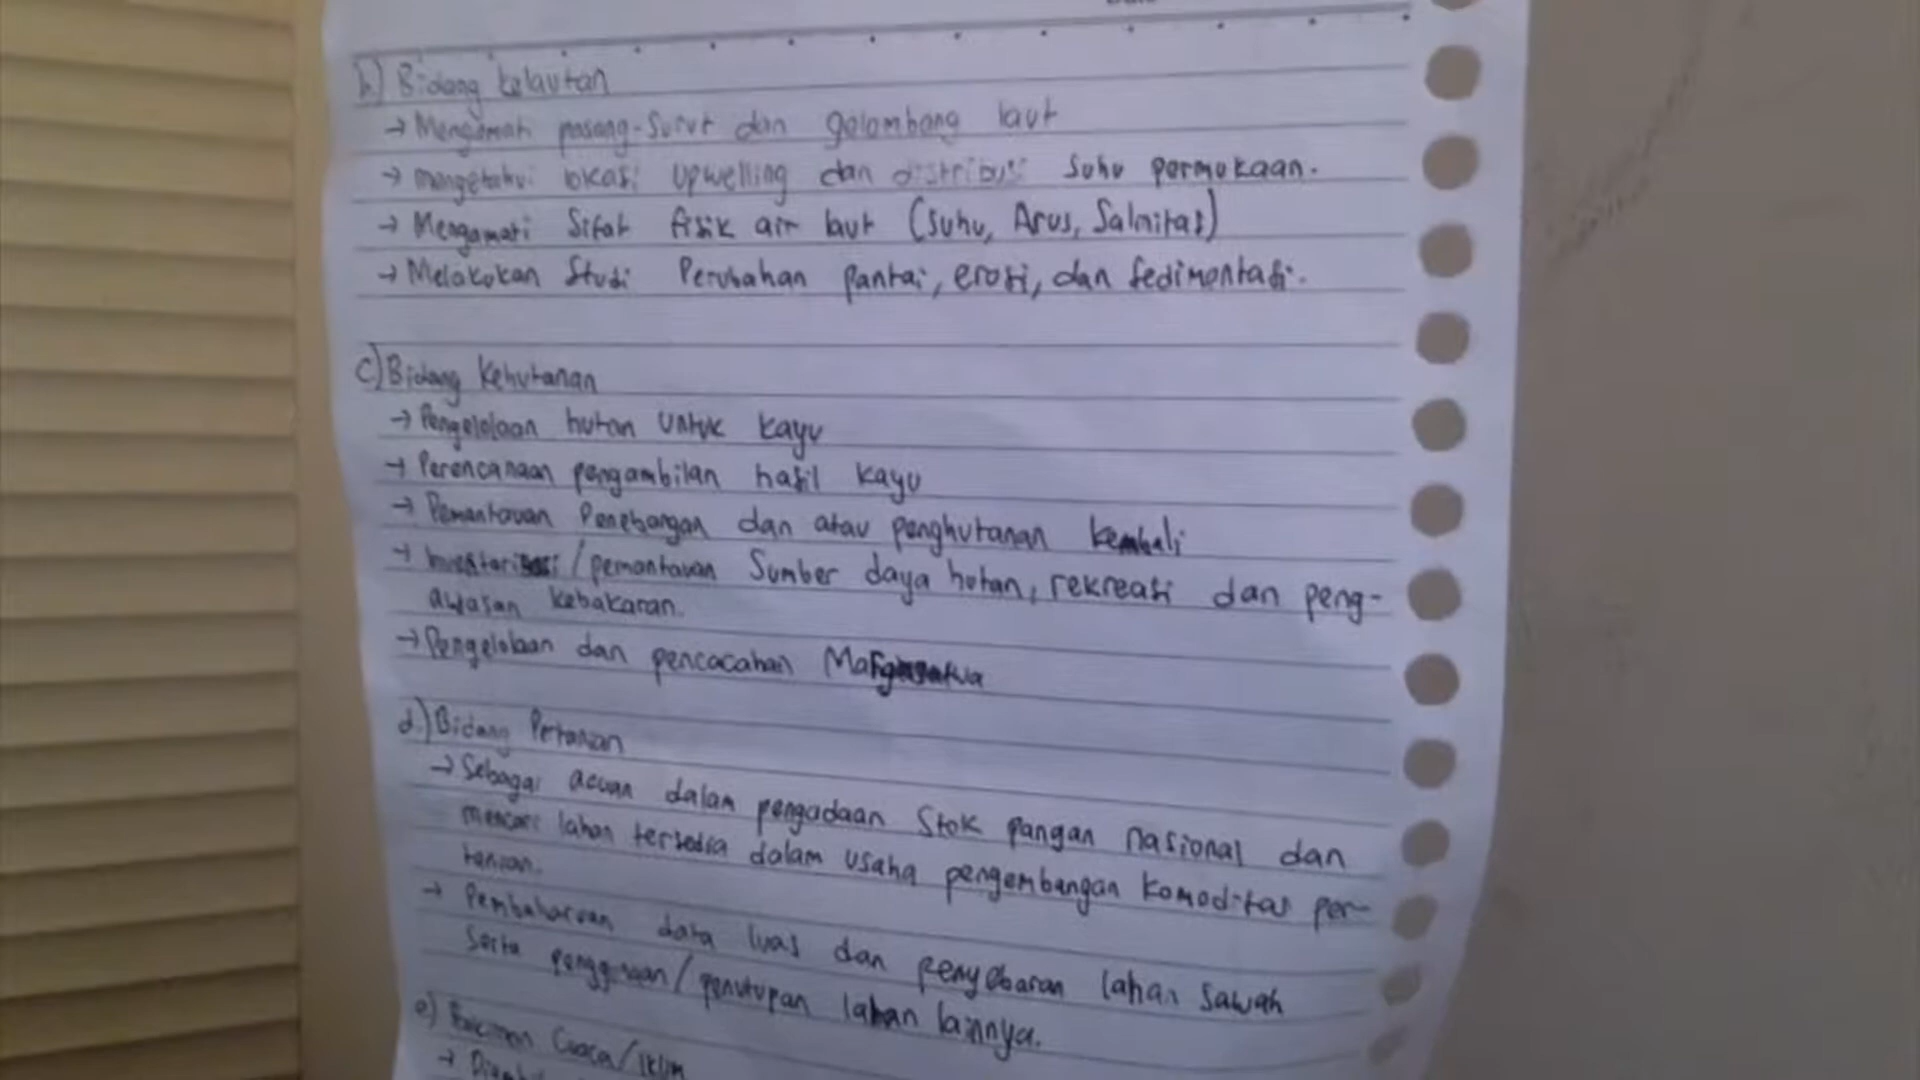 b) Bidang kelautan
→ Mengamati pasang-surut dan gelombang laut
→ mengetahui lokasi upwelling dan distribusi suhu permukaan.
→ Mengamati Sifat fisik air laut (suhu, Arus, Salnitas)
→ Melakukan Studi Perubahan pantai, erosi, dan sedimentasi.
c) Bidang kehutanan
→ Pengelolaan hutan untuk kayu
→ Perencanaan pengambilan hasil kayu
→ Pemantauan Penebangan dan atau penghutanan kembali
→ Inventarisasi/pemantauan Sumber daya hutan, rekreasi dan peng-
awasan kebakaran.
→ Pengelolaan dan pencacahan Margasatwa
d.) Bidang Pertanian
→ Sebagai acuan dalam pengadaan Stok pangan nasional dan
mencari lahan tersedia dalam usaha pengembangan komoditas per-
tanian.
→ Pembaharuan data luas dan penyebaran lahan sawah
serta penggunaan/penutupan lahan lainnya.
e) Cuaca/iklim
→